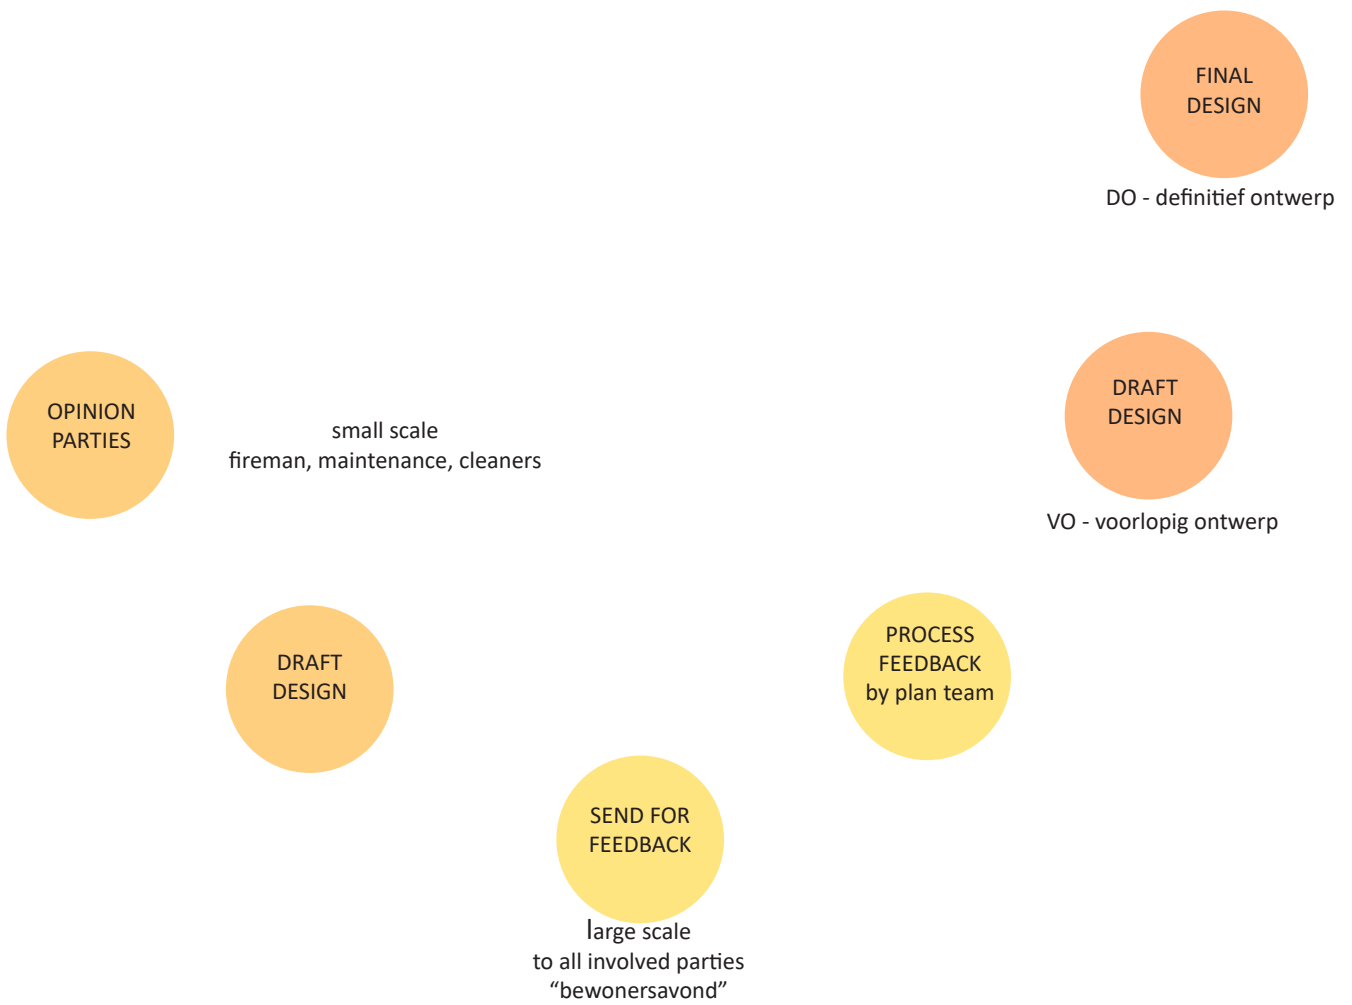 FINAL
DESIGN
DO - definitief ontwerp
OPINION
PARTIES
small scale
fireman, maintenance, cleaners
DRAFT
DESIGN
VO - voorlopig ontwerp
DRAFT
DESIGN
PROCESS
FEEDBACK
by plan team
SEND FOR
FEEDBACK
large scale
to all involved parties
“bewonersavond”